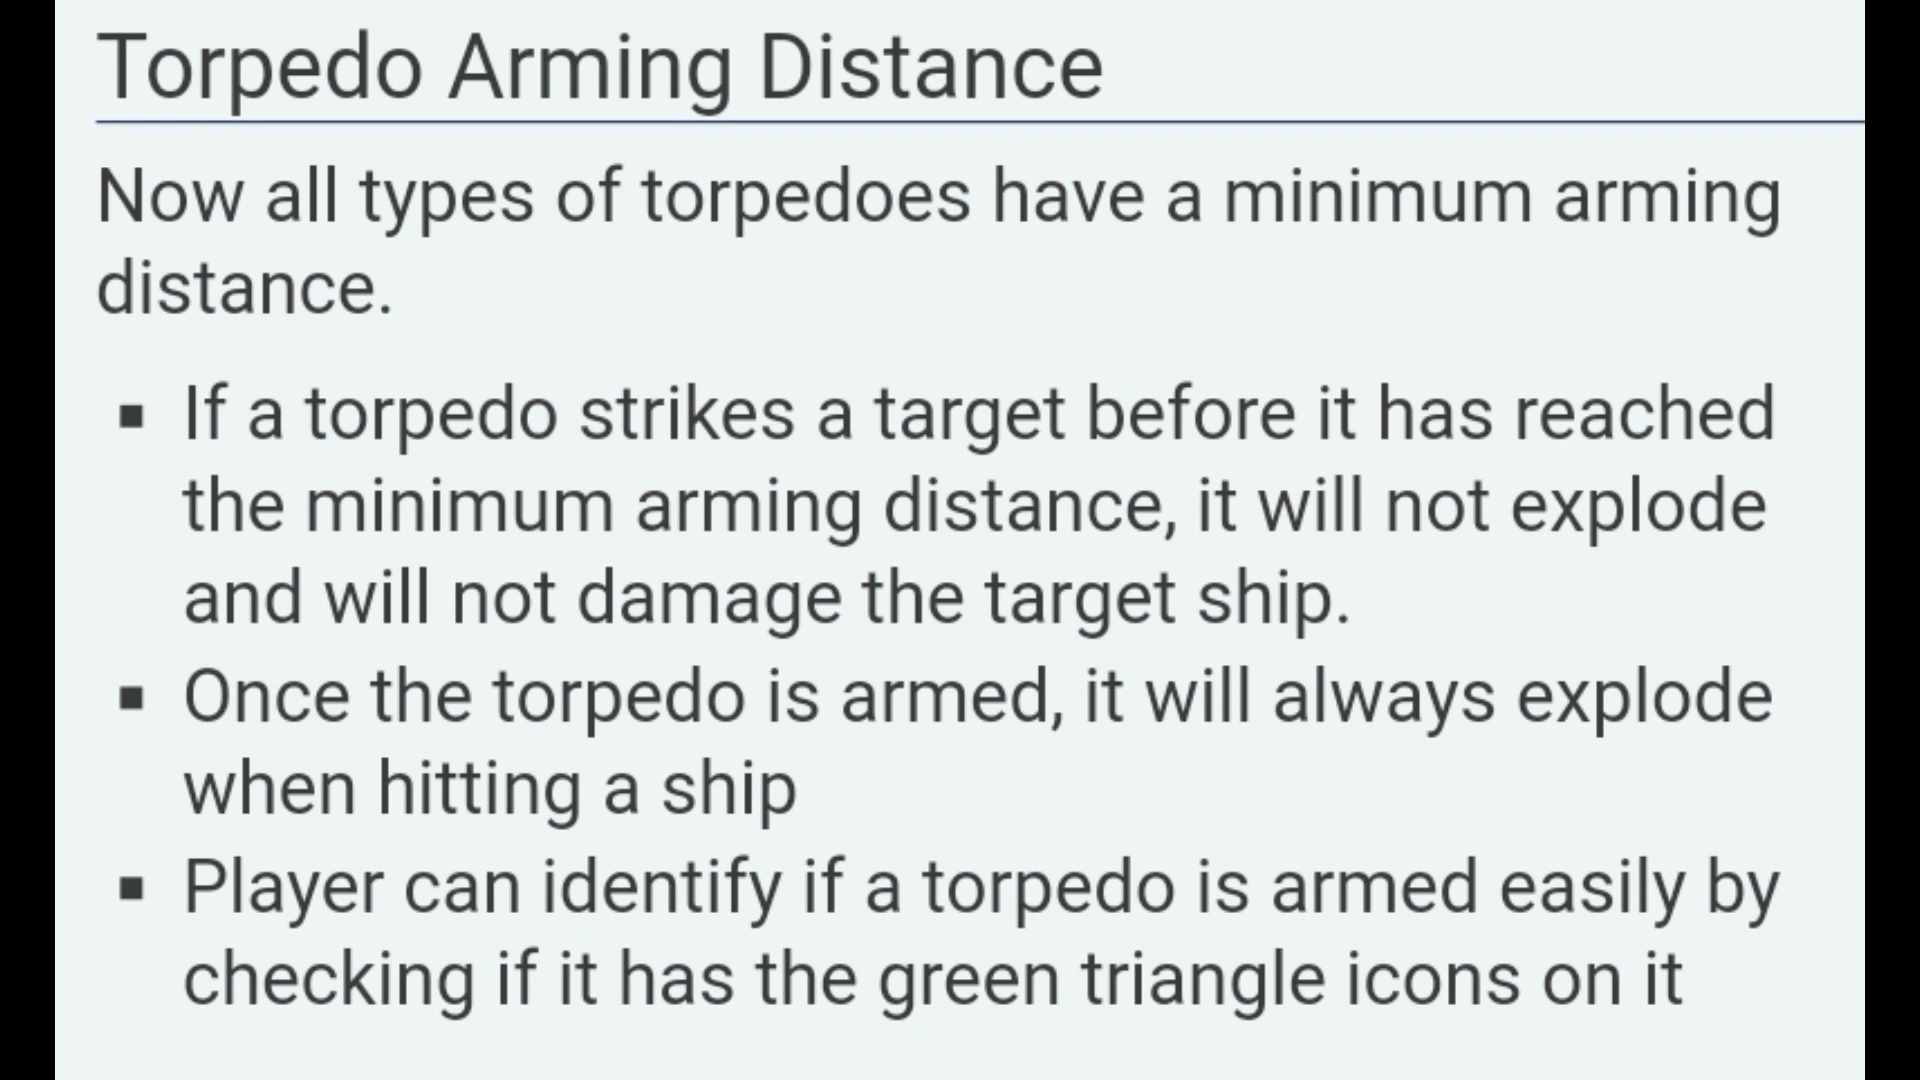 Torpedo Arming Distance
Now all types of torpedoes have a minimum arming
distance.
▪ If a torpedo strikes a target before it has reached
the minimum arming distance, it will not explode
and will not damage the target ship.
▪ Once the torpedo is armed, it will always explode
when hitting a ship
▪ Player can identify if a torpedo is armed easily by
checking if it has the green triangle icons on it